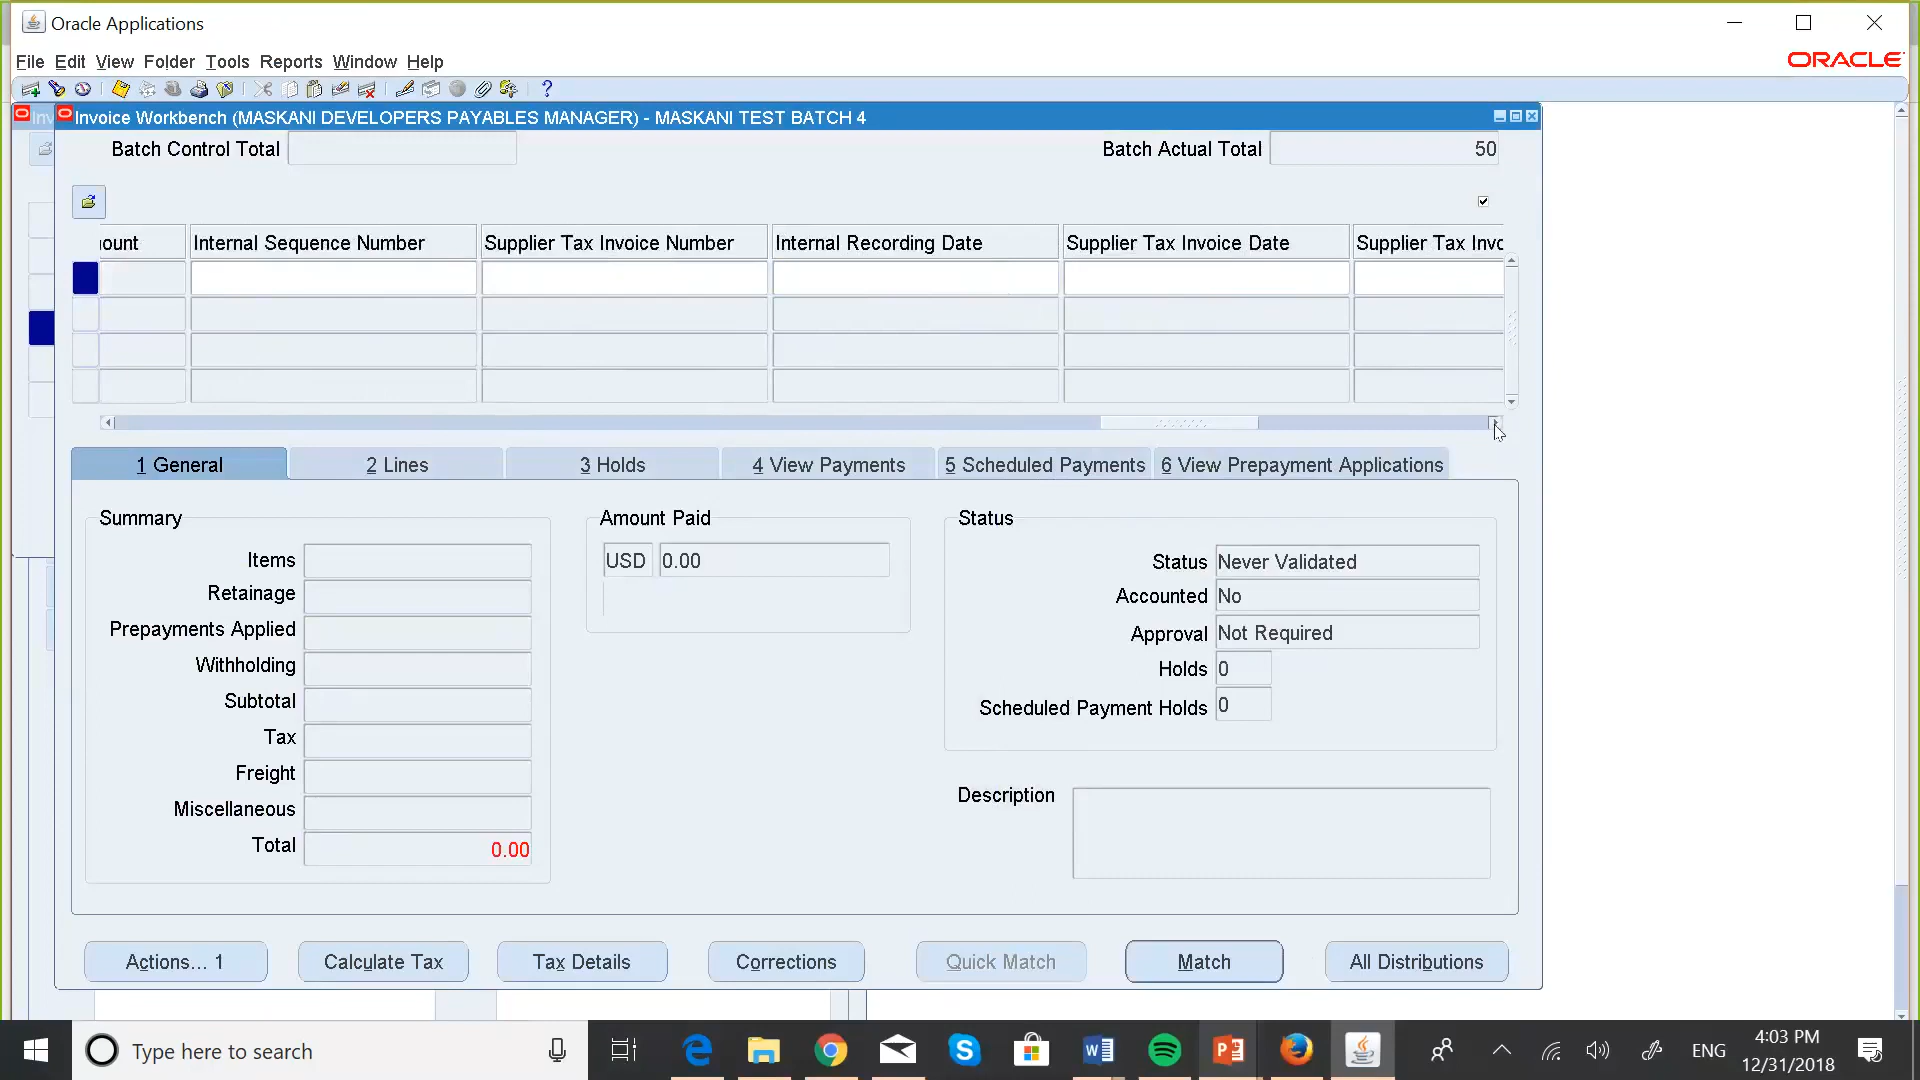 Oracle Applications
File Edit View Folder Tools Reports Window Help
ORACLE
Invoice Workbench (MASKANI DEVELOPERS PAYABLES MANAGER) - MASKANI TEST BATCH 4
Batch Control Total
Batch Actual Total 50
ount Internal Sequence Number Supplier Tax Invoice Number Internal Recording Date Supplier Tax Invoice Date Supplier Tax Invo
1 General 2 Lines 3 Holds 4 View Payments 5 Scheduled Payments 6 View Prepayment Applications
Summary
Items
Retainage
Prepayments Applied
Withholding
Subtotal
Tax
Freight
Miscellaneous
Total 0.00
Amount Paid
USD 0.00
Status
Status Never Validated
Accounted No
Approval Not Required
Holds 0
Scheduled Payment Holds 0
Description
Actions... 1 Calculate Tax Tax Details Corrections Quick Match Match All Distributions
Type here to search
ENG
4:03 PM
12/31/2018